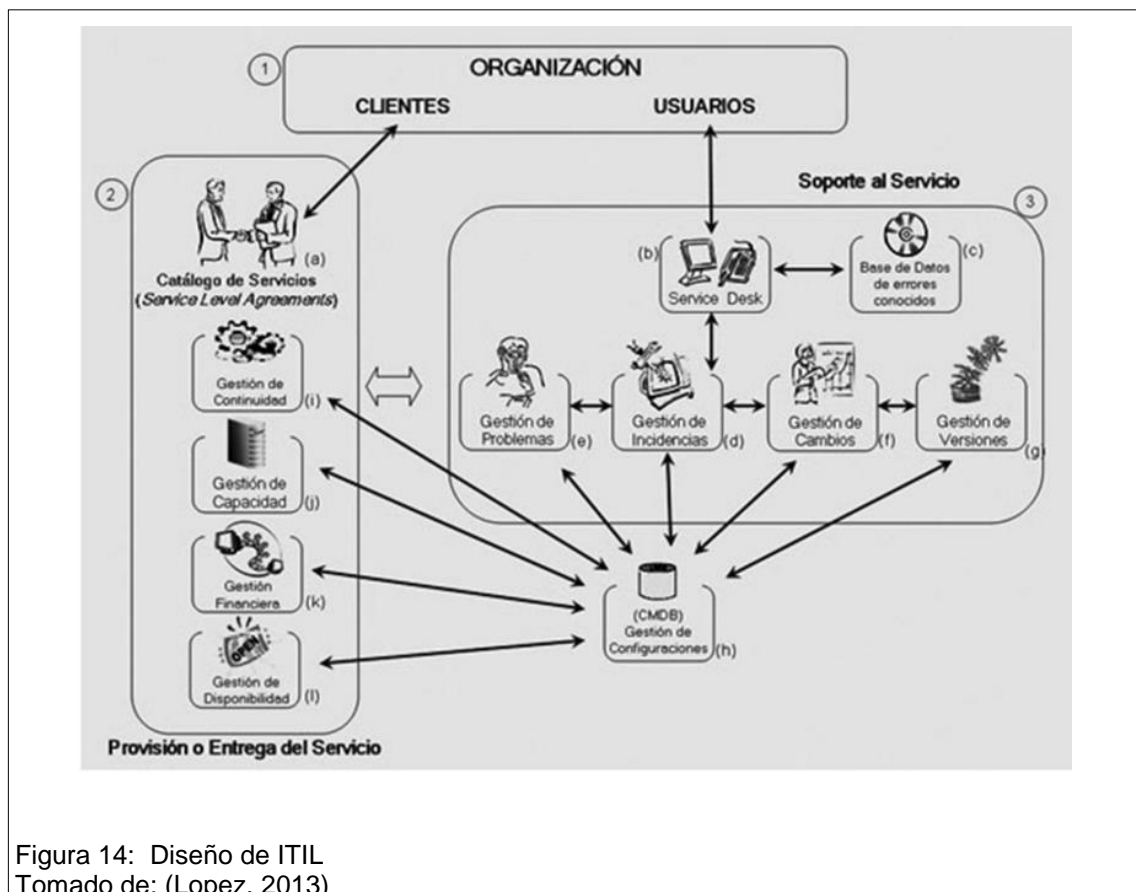 1
ORGANIZACIÓN
CLIENTES
USUARIOS
2
(a)
Catálogo de Servicios
(Service Level Agreements)
Gestión de
Continuidad
(i)
Gestión de
Capacidad
(j)
Gestión
Financiera
(k)
OPEN
Gestión de
Disponibilidad
(l)
Provisión o Entrega del Servicio
Soporte al Servicio
3
(b)
Service Desk
(c)
Base de Datos
de errores
conocidos
Gestión de
Problemas
(e)
Gestión de
Incidencias
(d)
Gestión de
Cambios
(f)
Gestión de
Versiones
(g)
(CMDB)
Gestión de
Configuraciones
(h)
Figura 14: Diseño de ITIL
Tomado de: (Lopez, 2013)